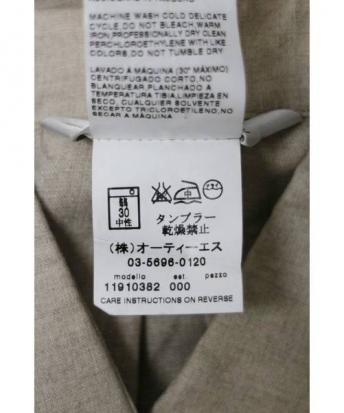 MACHINE WASH COLD DELICATE
CYCLE. DO NOT BLEACH, WARM
IRON PROFESSIONALLY DRY CLEAN
PERCHLOROETHYLENE WITH LIKE
COLORS. DO NOT TUMBLE DRY
LAVADO Á MÁQUINA (30° MÁXIMO)
CENTRIFUGADO CORTO, NO
BLANQUEAR, PLANCHADO A
TEMPERATURA TIBIA, LIMPIEZA EN
SECO, CUALQUIER SOLVENTE
EXCEPTO TRICLOROETILENO, NO
SECAR A MÁQUINA
弱
30
中性
中
タンブラー
乾燥禁止
(株)オーティーエス
03-5696-0120
modello est. pezzo
11910382 000
CARE INSTRUCTIONS ON REVERSE